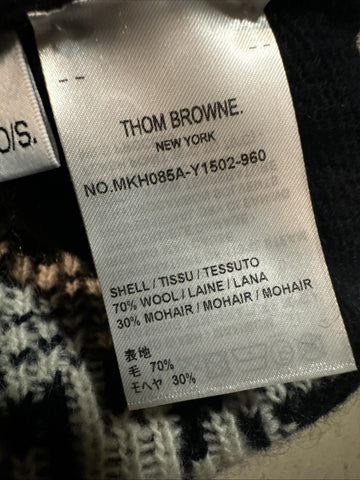 O/S.
THOM BROWNE.
NEW YORK
NO.MKH085A-Y1502-960
SHELL / TISSU / TESSUTO
70% WOOL / LAINE / LANA
30% MOHAIR / MOHAIR / MOHAIR
表地
毛 70%
モヘヤ 30%